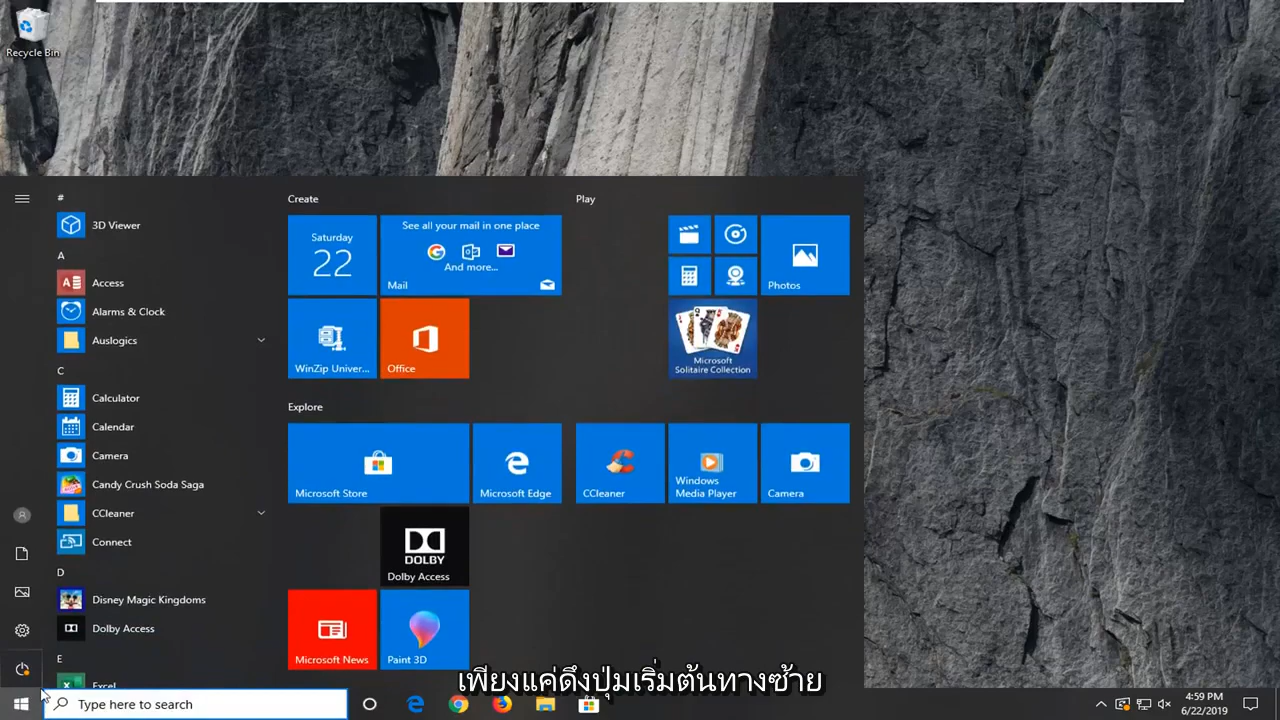 Recycle Bin
#
3D Viewer
A
Access
Alarms & Clock
Auslogics
C
Calculator
Calendar
Camera
Candy Crush Soda Saga
CCleaner
Connect
D
Disney Magic Kingdoms
Dolby Access
E
Excel
Create
Saturday
22
See all your mail in one place
And more...
Mail
WinZip Univer...
Office
Explore
Microsoft Store
Microsoft Edge
DOLBY
Dolby Access
Microsoft News
Paint 3D
Play
Photos
Microsoft
Solitaire Collection
CCleaner
Windows
Media Player
Camera
เพียงแค่ดึงปุ่มเริ่มต้นทางซ้าย
Type here to search
4:59 PM
6/22/2019